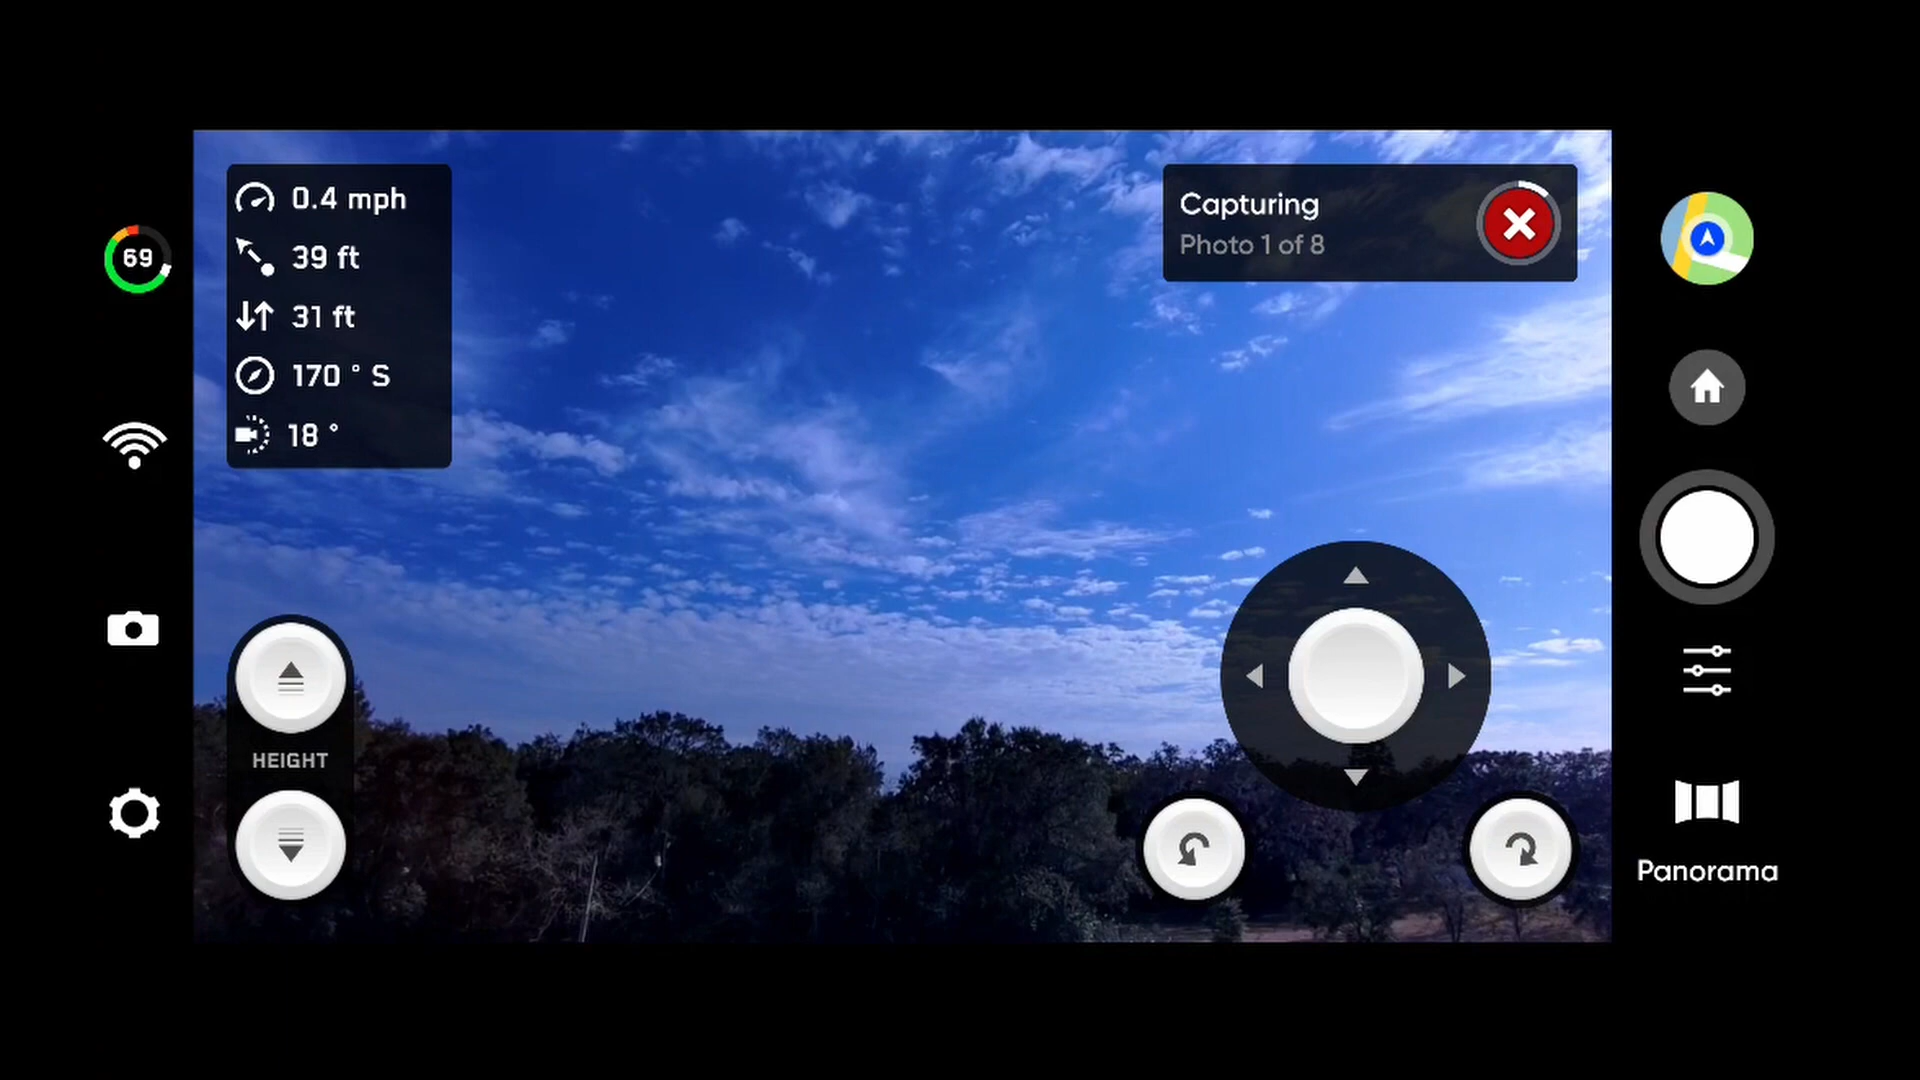 69
0.4 mph
39 ft
31 ft
170 ° S
18 °
Capturing
Photo 1 of 8
HEIGHT
Panorama